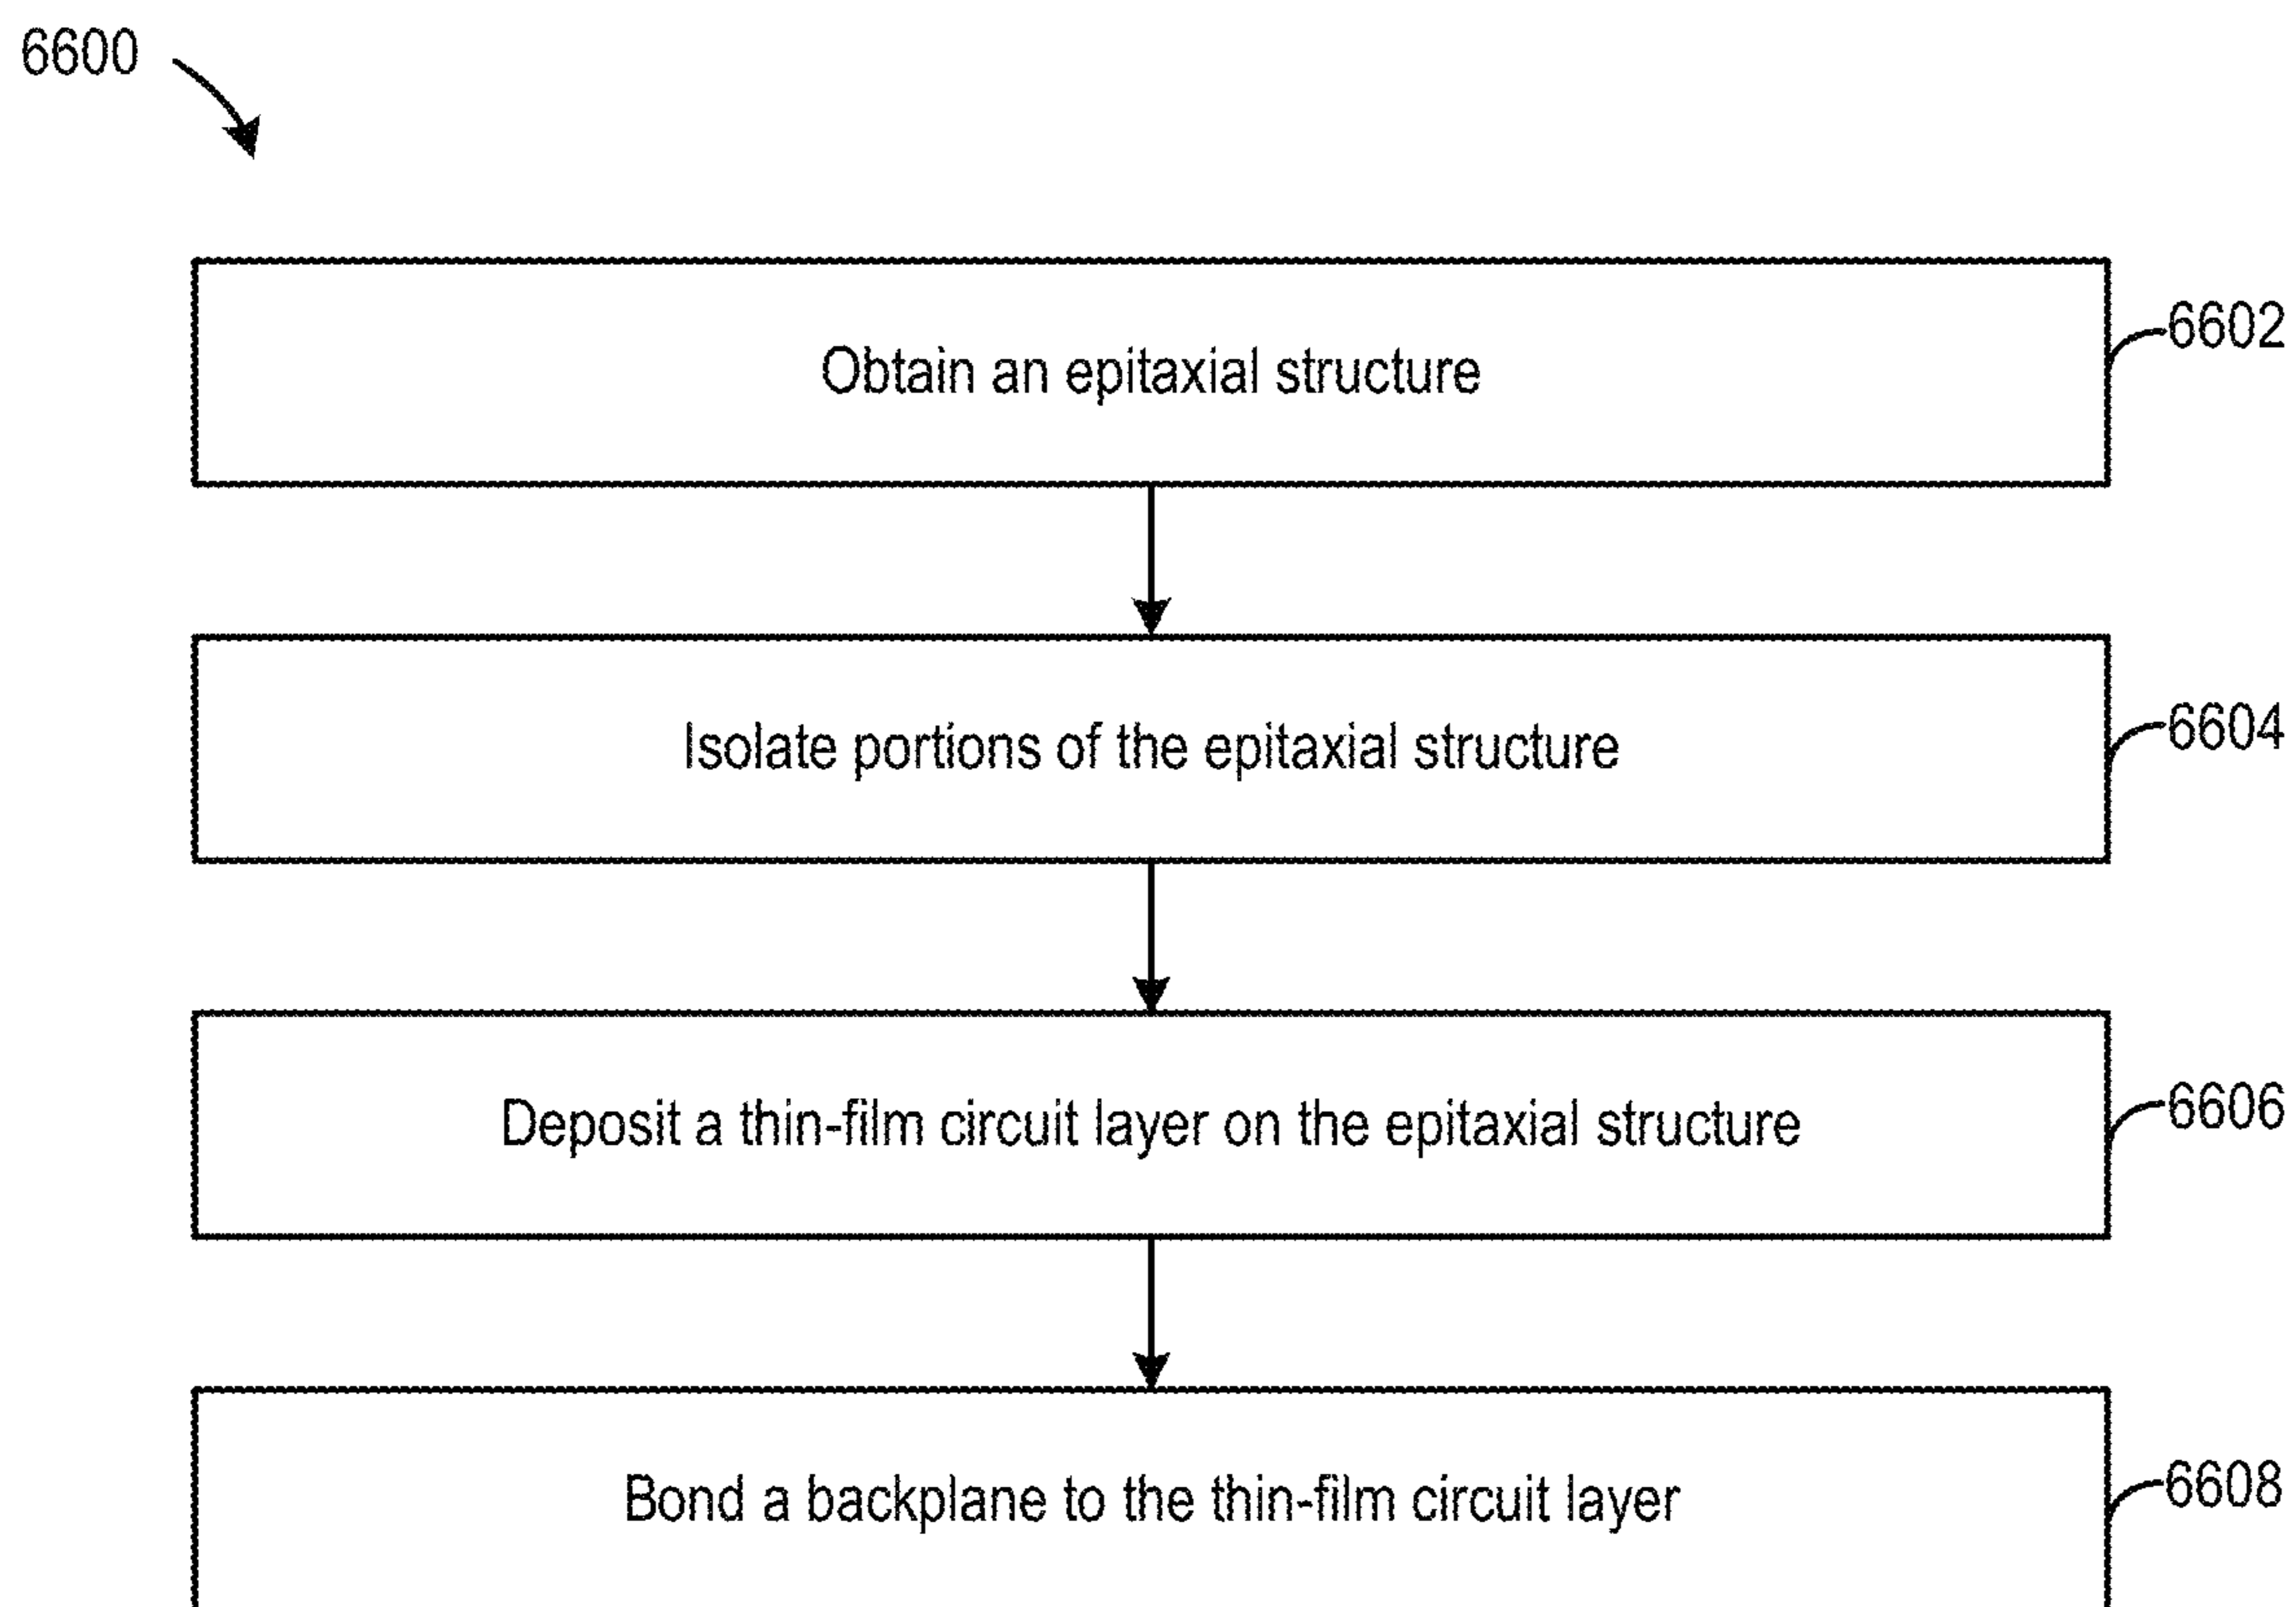 6600
Obtain an epitaxial structure
6602
Isolate portions of the epitaxial structure
6604
Deposit a thin-film circuit layer on the epitaxial structure
6606
Bond a backplane to the thin-film circuit layer
6608